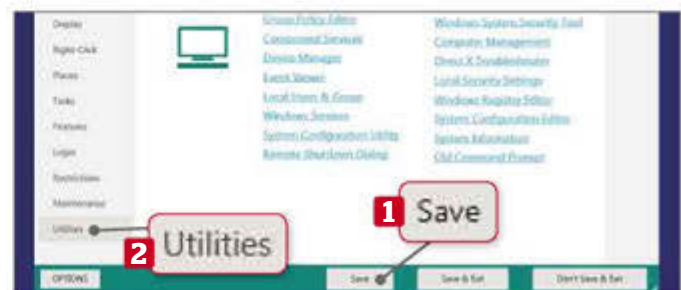 Display
Right-Click
Places
Tasks
Features
Login
Restrictions
Maintenance
Utilities
Group Policy Editor
Component Services
Device Manager
Event Viewer
Local Users & Groups
Windows Services
System Configuration Utility
Remote Shutdown Dialog
Windows System Security Tool
Computer Management
Direct X Troubleshooter
Local Security Settings
Windows Registry Editor
System Configuration Editor
System Information
Old Command Prompt
1 Save
2 Utilities
OPTIONS
Save
Save & Exit
Don't Save & Exit